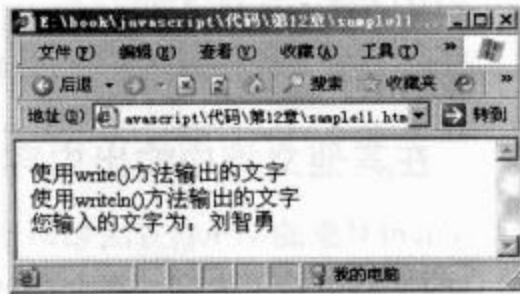 E:\book\javascript\代码\第12章\sample11 ...
文件(F) 编辑(E) 查看(V) 收藏(A) 工具(T) »
后退 搜索 收藏夹 »
地址(D) avascript\代码\第12章\sample11.htm 转到
使用write()方法输出的文字
使用writeln()方法输出的文字
您输入的文字为：刘智勇
我的电脑